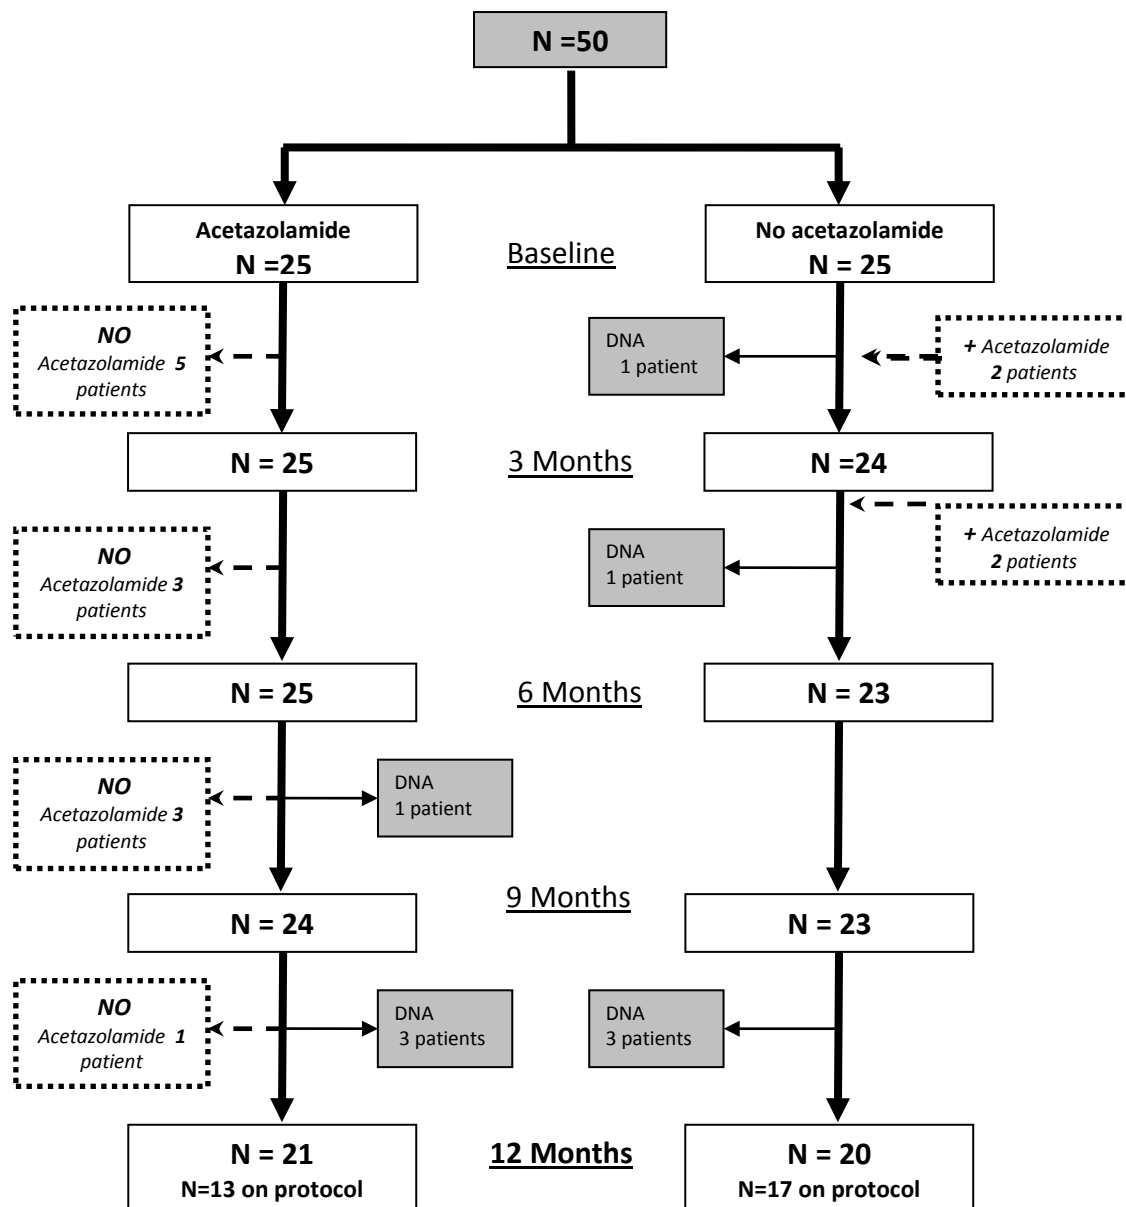 N =50
Acetazolamide
N =25
Baseline
No acetazolamide
N = 25
NO
Acetazolamide 5
patients
DNA
1 patient
+ Acetazolamide
2 patients
N = 25
3 Months
N =24
NO
Acetazolamide 3
patients
DNA
1 patient
+ Acetazolamide
2 patients
N = 25
6 Months
N = 23
NO
Acetazolamide 3
patients
DNA
1 patient
N = 24
9 Months
N = 23
NO
Acetazolamide 1
patient
DNA
3 patients
DNA
3 patients
N = 21
N=13 on protocol
12 Months
N = 20
N=17 on protocol